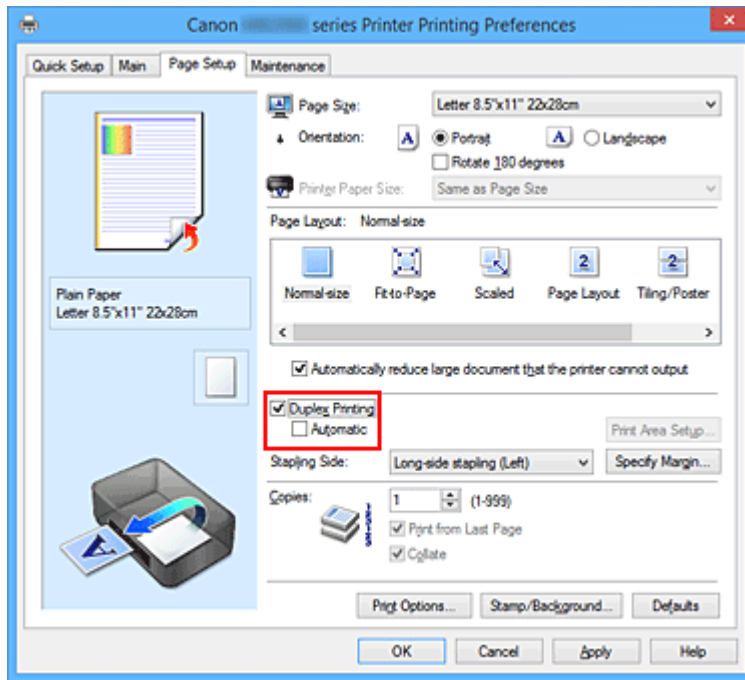 Canon series Printer Printing Preferences
Quick Setup Main Page Setup Maintenance
Page Size: Letter 8.5"x11" 22x28cm
Orientation: A Portrait A Landscape
Rotate 180 degrees
Printer Paper Size: Same as Page Size
Page Layout: Normal-size
2 2
Normal-size Fit-to-Page Scaled Page Layout Tiling/Poster
Plain Paper
Letter 8.5"x11" 22x28cm
Automatically reduce large document that the printer cannot output
Duplex Printing
Automatic
Print Area Setup...
Stapling Side: Long-side stapling (Left) Specify Margin...
Copies: 1 (1-999)
Print from Last Page
Collate
A
Print Options... Stamp/Background... Defaults
OK Cancel Apply Help